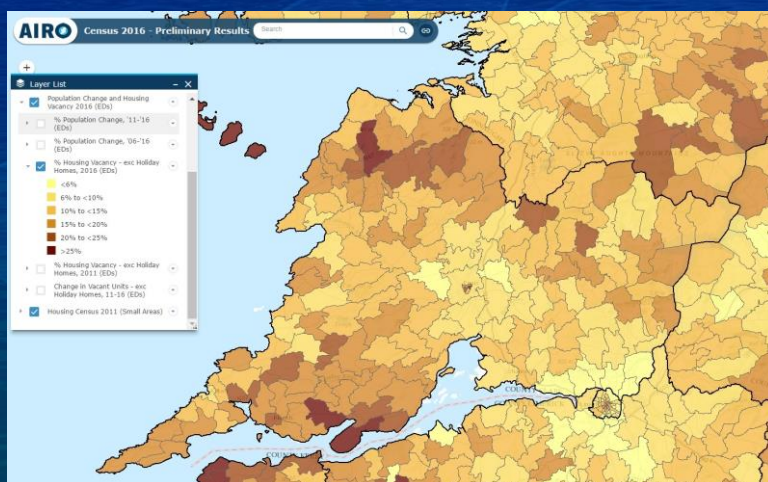 AIRO Census 2016 - Preliminary Results Search
+
Layer List
Population Change and Housing
Vacancy 2016 (EDs)
% Population Change, '11-'16
(EDs)
% Population Change, '06-'16
(EDs)
% Housing Vacancy - exc Holiday
Homes, 2016 (EDs)
<6%
6% to <10%
10% to <15%
15% to <20%
20% to <25%
>25%
% Housing Vacancy - exc Holiday
Homes, 2011 (EDs)
Change in Vacant Units - exc
Holiday Homes, 11-16 (EDs)
Housing Census 2011 (Small Areas)
COUNTY
COUNTY